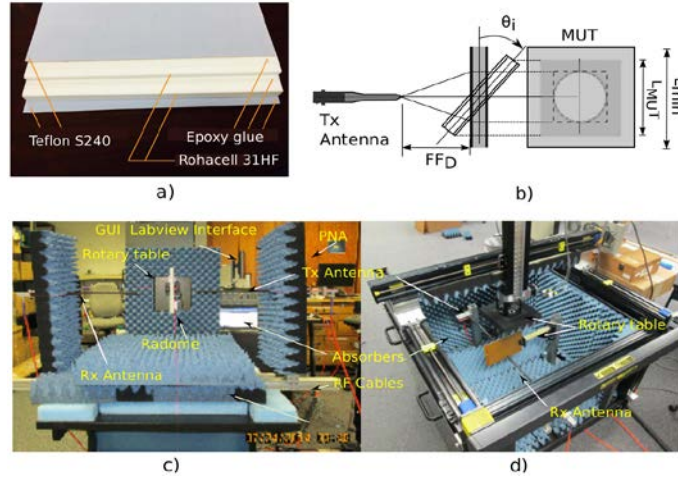 Teflon S240
Epoxy glue
Rohacell 31HF
a)
θi
MUT
Tx
Antenna
FFD
LMUT
Lmin
b)
GUI Labview Interface
PNA
Rotary table
Tx Antenna
Radome
Absorbers
Rx Antenna
RF Cables
c)
Rotary table
Rx Antenna
d)